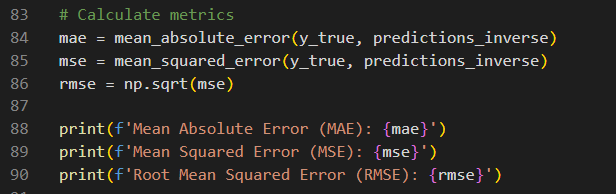 83 # Calculate metrics
84 mae = mean_absolute_error(y_true, predictions_inverse)
85 mse = mean_squared_error(y_true, predictions_inverse)
86 rmse = np.sqrt(mse)
87
88 print(f'Mean Absolute Error (MAE): {mae}')
89 print(f'Mean Squared Error (MSE): {mse}')
90 print(f'Root Mean Squared Error (RMSE): {rmse}')